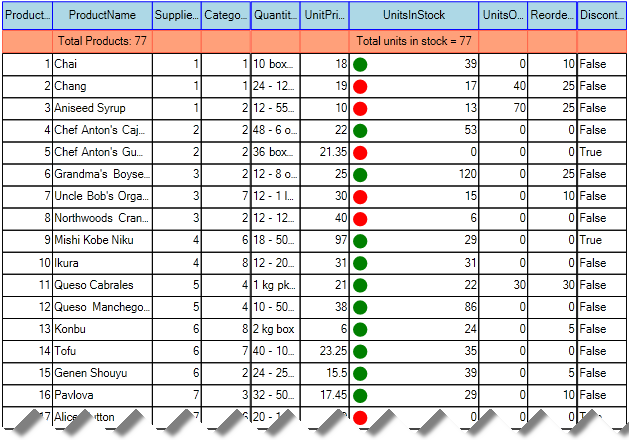 Product... ProductName Supplie... Catego... Quantit... UnitPri... UnitsInStock UnitsO... Reorde... Discont...
Total Products: 77 Total units in stock = 77
1 Chai 1 1 10 box... 18 39 0 10 False
2 Chang 1 1 24 - 12... 19 17 40 25 False
3 Aniseed Syrup 1 2 12 - 55... 10 13 70 25 False
4 Chef Anton's Caj... 2 2 48 - 6 o... 22 53 0 0 False
5 Chef Anton's Gu... 2 2 36 box... 21.35 0 0 0 True
6 Grandma's Boyse... 3 2 12 - 8 o... 25 120 0 25 False
7 Uncle Bob's Orga... 3 7 12 - 1 l... 30 15 0 10 False
8 Northwoods Cran... 3 2 12 - 12... 40 6 0 0 False
9 Mishi Kobe Niku 4 6 18 - 50... 97 29 0 0 True
10 Ikura 4 8 12 - 20... 31 31 0 0 False
11 Queso Cabrales 5 4 1 kg pk... 21 22 30 30 False
12 Queso Manchego... 5 4 10 - 50... 38 86 0 0 False
13 Konbu 6 8 2 kg box 6 24 0 5 False
14 Tofu 6 7 40 - 10... 23.25 35 0 0 False
15 Genen Shouyu 6 2 24 - 25... 15.5 39 0 5 False
16 Pavlova 7 3 32 - 50... 17.45 29 0 10 False
17 Alice 6 20 - 0 0